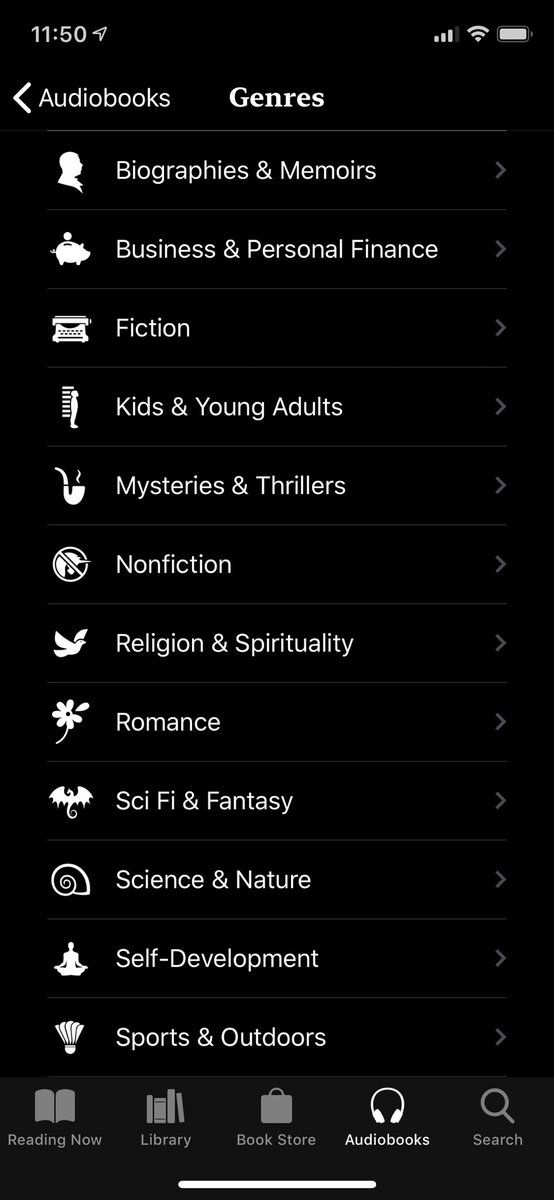 11:50
Audiobooks
Genres
Biographies & Memoirs
Business & Personal Finance
Fiction
Kids & Young Adults
Mysteries & Thrillers
Nonfiction
Religion & Spirituality
Romance
Sci Fi & Fantasy
Science & Nature
Self-Development
Sports & Outdoors
Reading Now
Library
Book Store
Audiobooks
Search